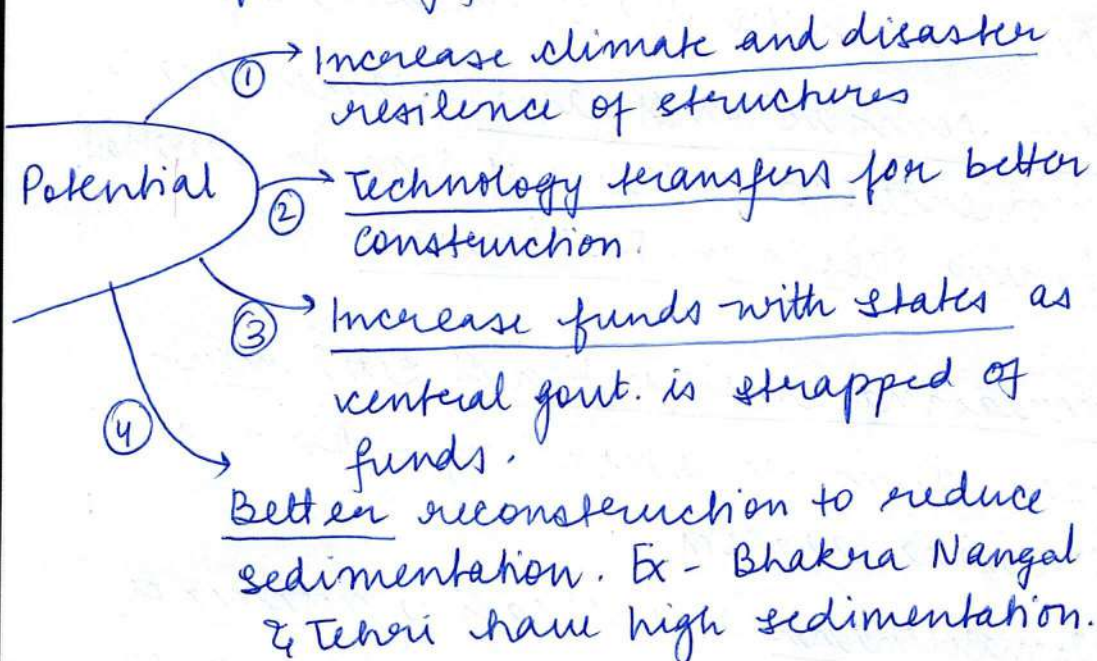 ① Increase climate and disaster
resilence of structures
Potential
② Technology transfers for better
construction.
③ Increase funds with states as
central govt. is strapped of
funds.
④
Better reconstruction to reduce
sedimentation. Ex - Bhakra Nangal
& Tehri have high sedimentation.